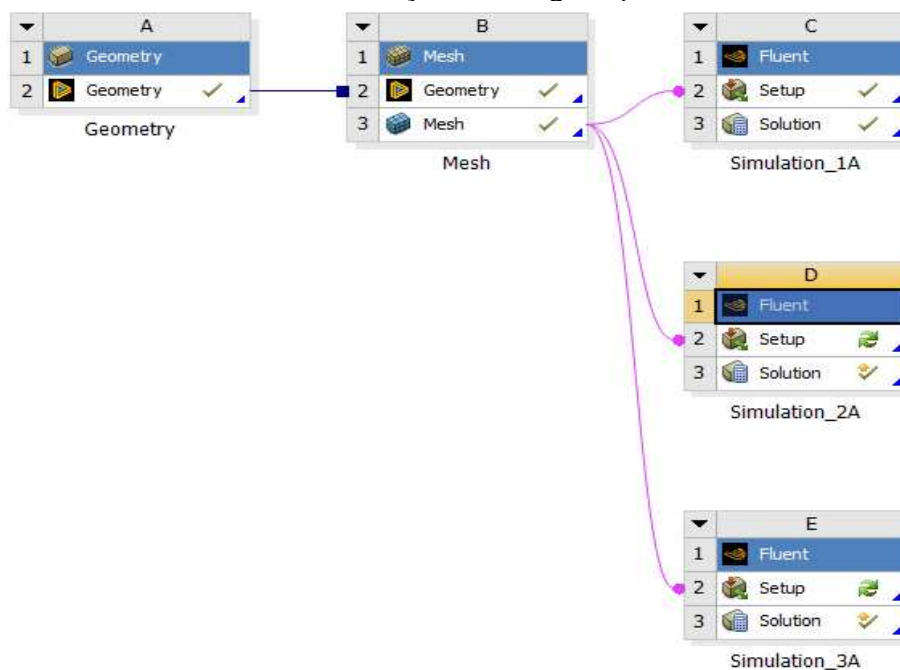 A
1 Geometry
2 Geometry
Geometry
B
1 Mesh
2 Geometry
3 Mesh
Mesh
C
1 Fluent
2 Setup
3 Solution
Simulation_1A
D
1 Fluent
2 Setup
3 Solution
Simulation_2A
E
1 Fluent
2 Setup
3 Solution
Simulation_3A